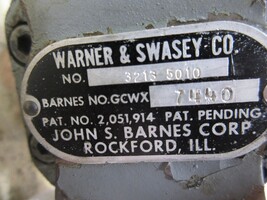 WARNER & SWASEY CO.
NO. 3213 5010
BARNES NO. GCWX 7440
PAT. NO. 2,051,914 PAT. PENDING
JOHN S. BARNES CORP.
ROCKFORD, ILL.